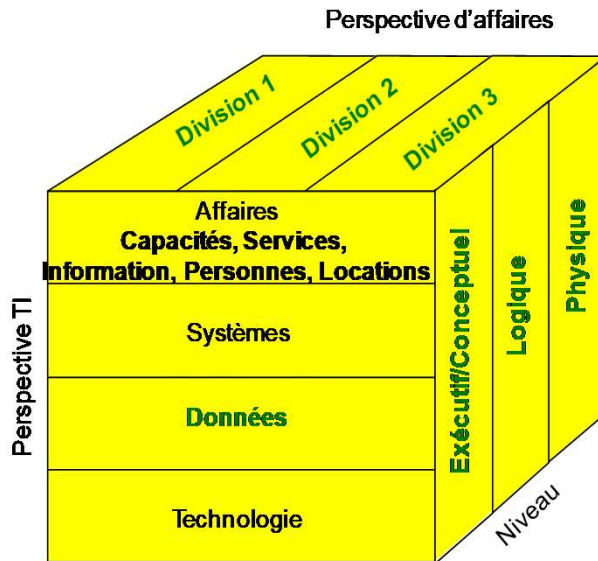 Perspective d'affaires
Division 1
Division 2
Division 3
Affaires
Capacités, Services,
Information, Personnes, Locations
Systèmes
Données
Technologie
Perspective TI
Exécutif/Conceptuel
Logique
Physique
Niveau